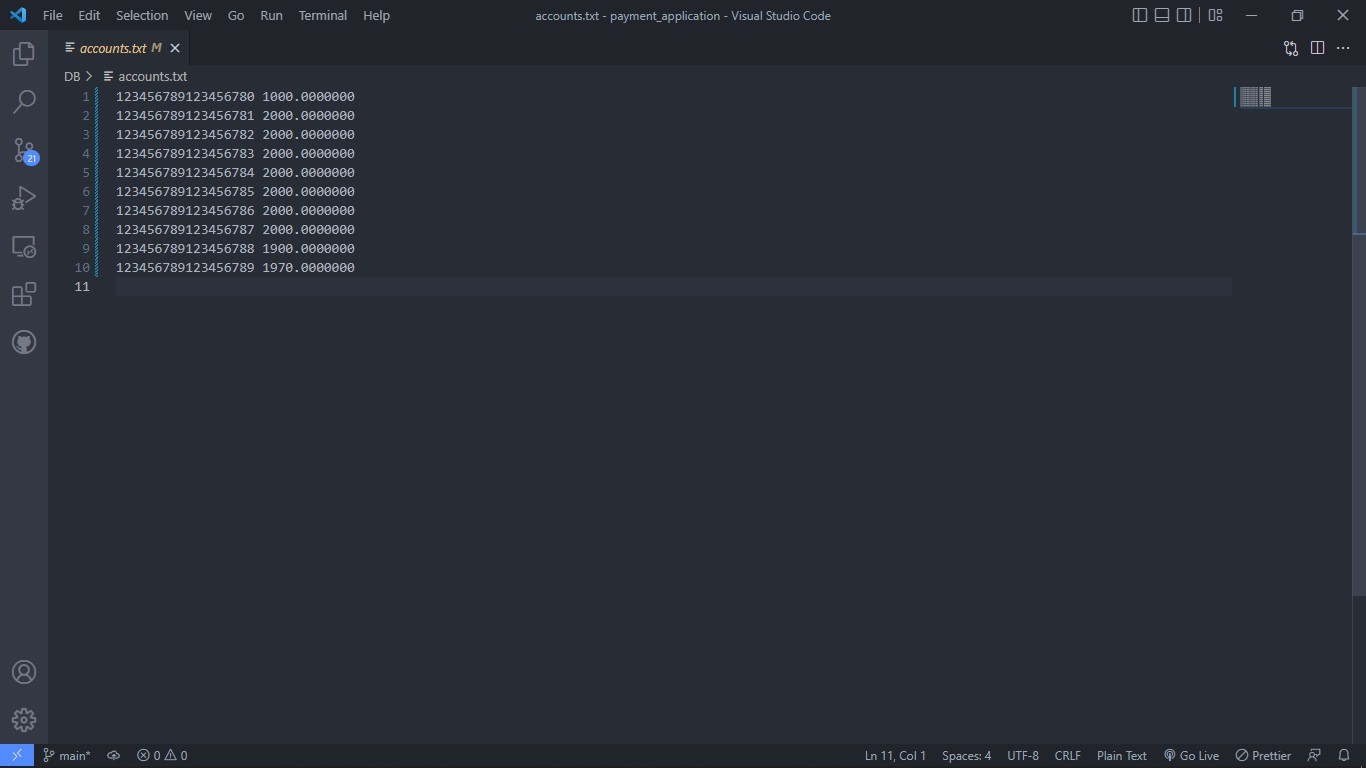 File Edit Selection View Go Run Terminal Help accounts.txt - payment_application - Visual Studio Code
accounts.txt M
DB accounts.txt
1 123456789123456780 1000.0000000
2 123456789123456781 2000.0000000
3 123456789123456782 2000.0000000
4 123456789123456783 2000.0000000
5 123456789123456784 2000.0000000
6 123456789123456785 2000.0000000
7 123456789123456786 2000.0000000
8 123456789123456787 2000.0000000
9 123456789123456788 1900.0000000
10 123456789123456789 1970.0000000
11
21
main* 0 0 Ln 11, Col 1 Spaces: 4 UTF-8 CRLF Plain Text Go Live Prettier